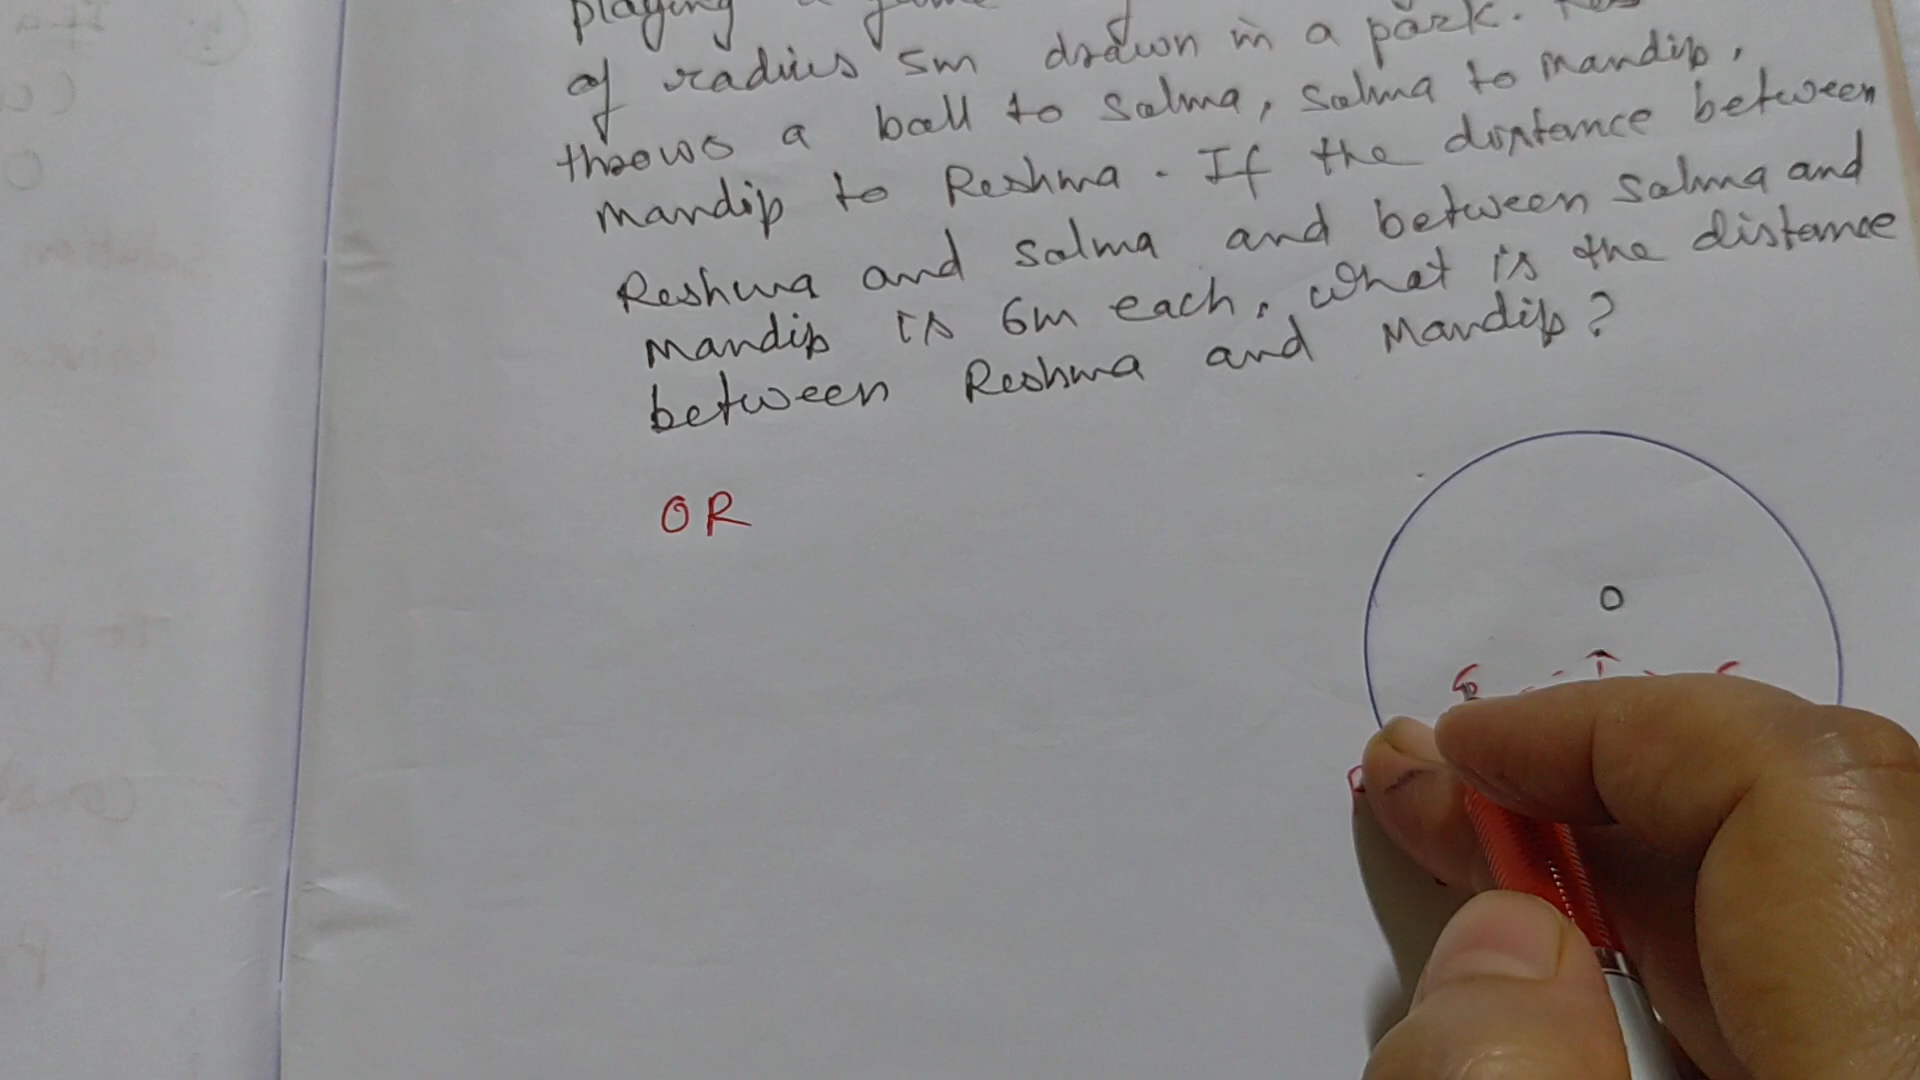 playing a game
of radius 5m drawn in a park.
throws a ball to Salma, Salma to Mandip,
Mandip to Reshma. If the distance between
Reshma and Salma and between Salma and
Mandip is 6m each, what is the distance
between Reshma and Mandip?
OR
O